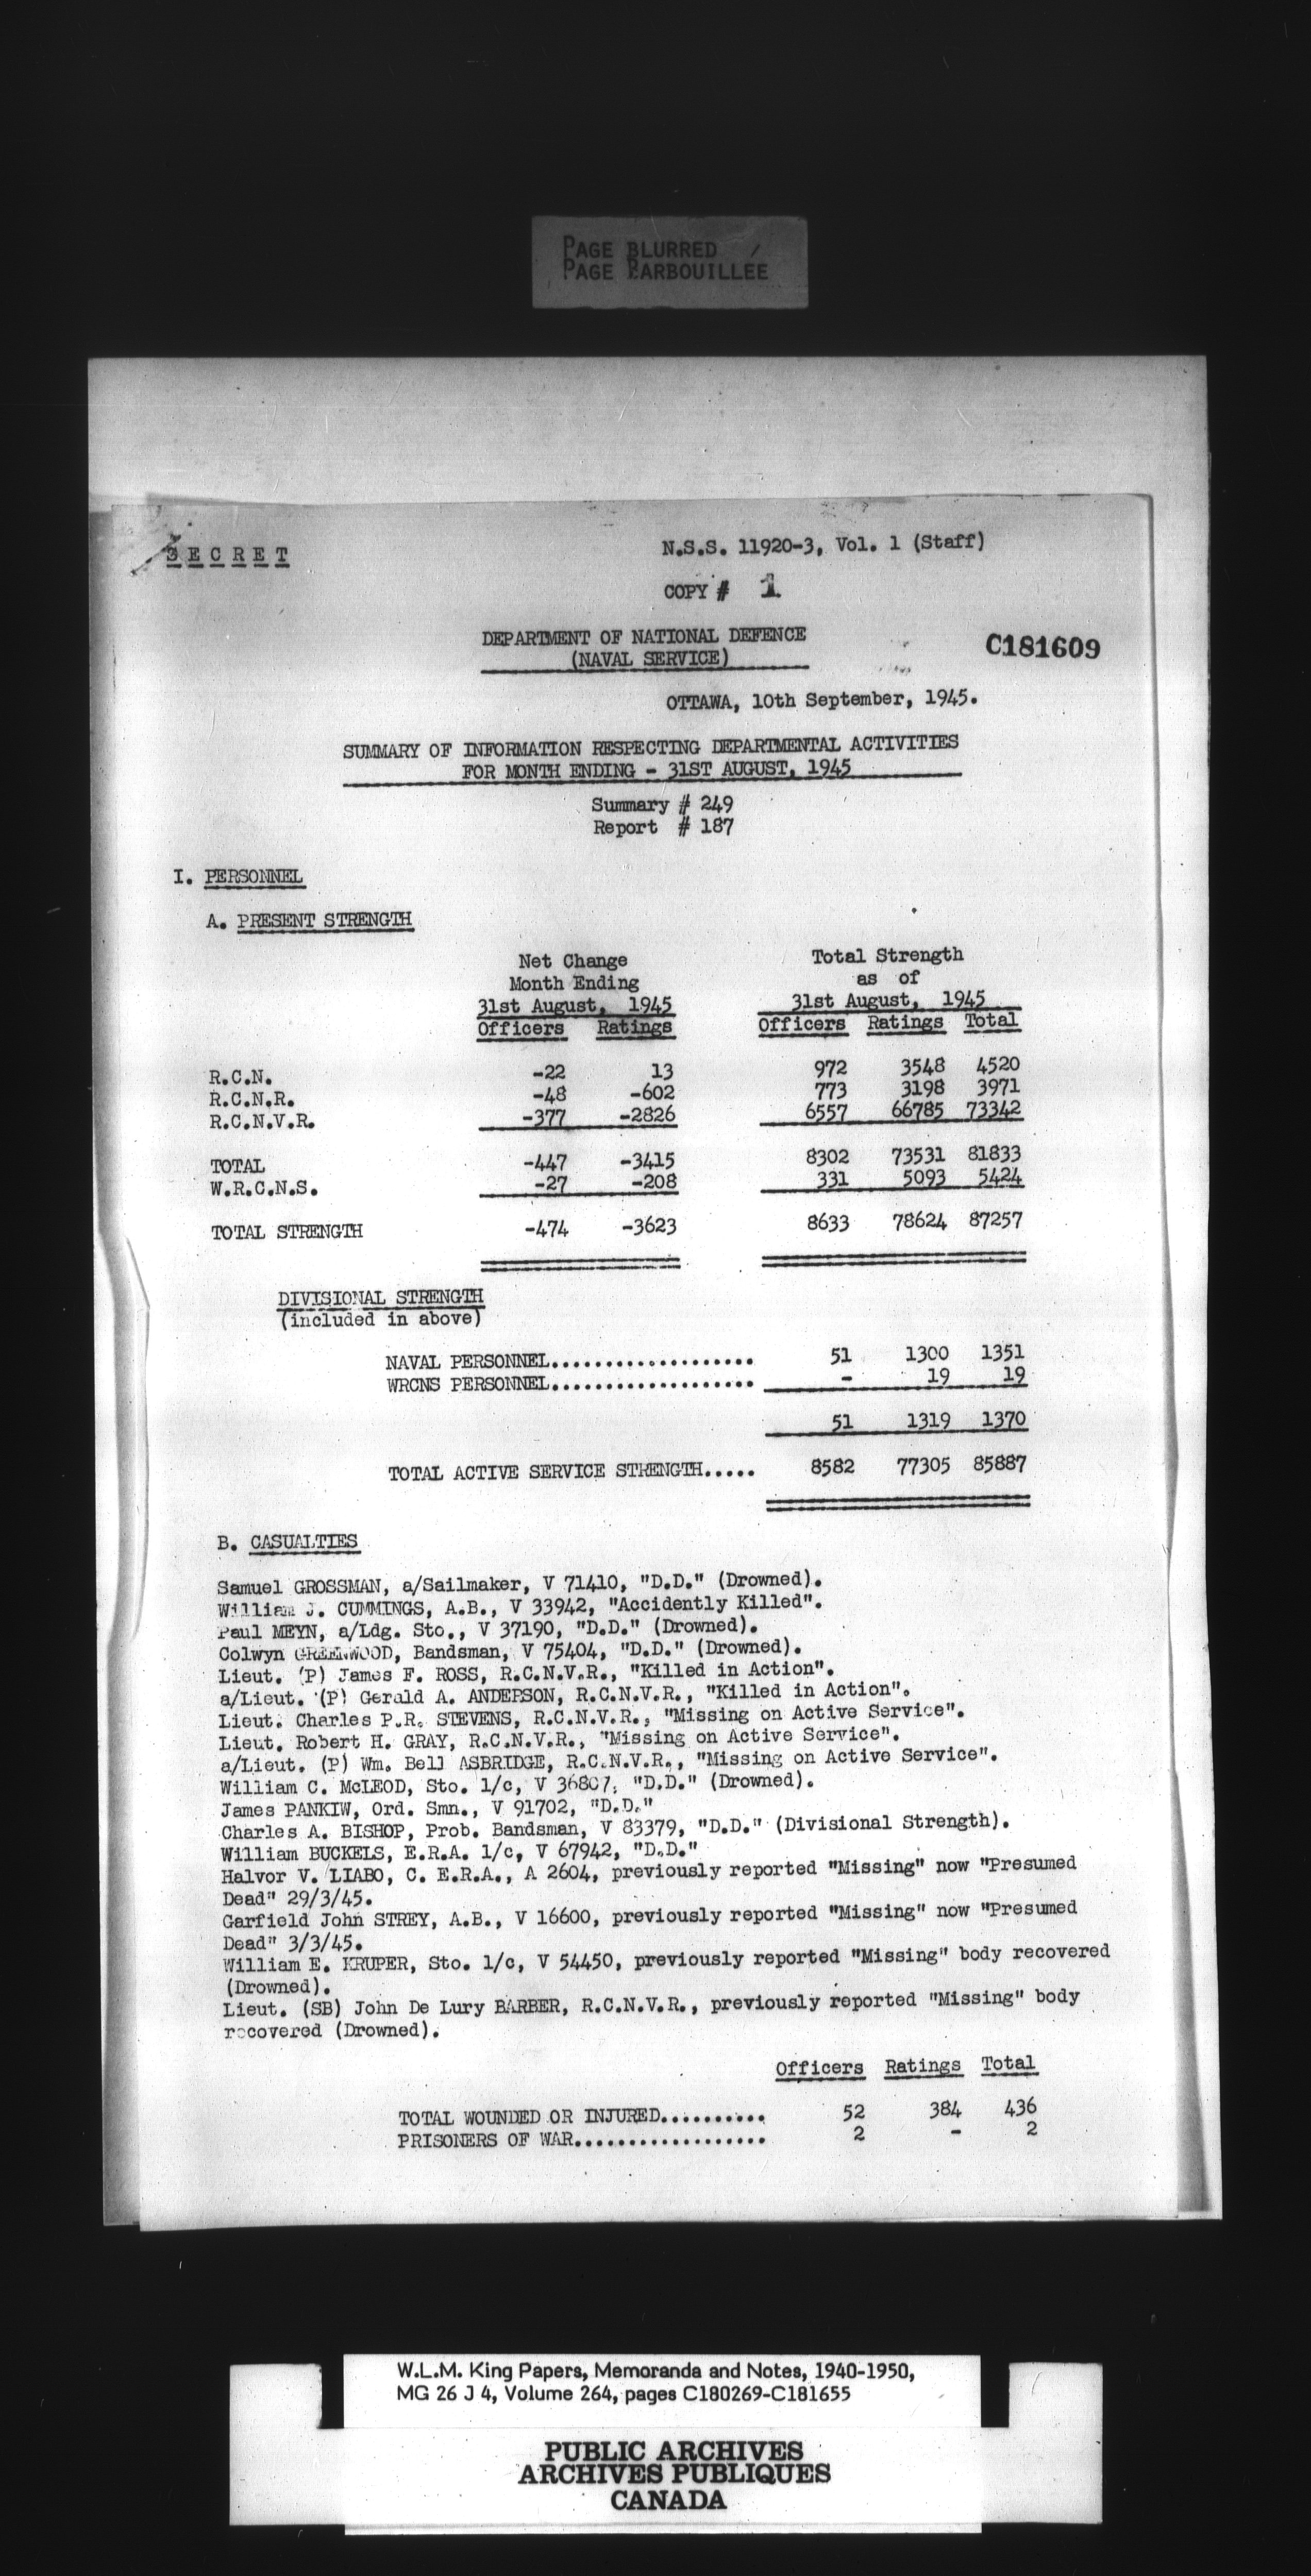 PAGE BLURRED
PAGE BARBOUILLEE
SECRET
N.S.S. 11920-3, Vol. 1 (Staff)
COPY # 1
DEPARTMENT OF NATIONAL DEFENCE
(NAVAL SERVICE)
C181609
OTTAWA, 10th September, 1945.
SUMMARY OF INFORMATION RESPECTING DEPARTMENTAL ACTIVITIES
FOR MONTH ENDING - 31ST AUGUST, 1945
Summary # 249
Report # 187
I. PERSONNEL
A. PRESENT STRENGTH
Net Change Total Strength
Month Ending as of
31st August, 1945 31st August, 1945
Officers Ratings Officers Ratings Total
R.C.N. -22 13 972 3548 4520
R.C.N.R. -48 -602 773 3198 3971
R.C.N.V.R. -377 -2826 6557 66785 73342
TOTAL -447 -3415 8302 73531 81833
W.R.C.N.S. -27 -208 331 5093 5424
TOTAL STRENGTH -474 -3623 8633 78624 87257
DIVISIONAL STRENGTH
(included in above)
NAVAL PERSONNEL................... 51 1300 1351
WRCNS PERSONNEL................... - 19 19
51 1319 1370
TOTAL ACTIVE SERVICE STRENGTH..... 8582 77305 85887
B. CASUALTIES
Samuel GROSSMAN, a/Sailmaker, V 71410, "D.D." (Drowned).
William J. CUMMINGS, A.B., V 33942, "Accidently Killed".
Paul MEYN, a/Ldg. Sto., V 37190, "D.D." (Drowned).
Colwyn GREENWOOD, Bandsman, V 75404, "D.D." (Drowned).
Lieut. (P) James F. ROSS, R.C.N.V.R., "Killed in Action".
a/Lieut. (P) Gerald A. ANDERSON, R.C.N.V.R., "Killed in Action".
Lieut. Charles P.R. STEVENS, R.C.N.V.R., "Missing on Active Service".
Lieut. Robert H. GRAY, R.C.N.V.R., "Missing on Active Service".
a/Lieut. (P) Wm. Bell ASBRIDGE, R.C.N.V.R., "Missing on Active Service".
William C. McLEOD, Sto. 1/c, V 36807, "D.D." (Drowned).
James PANKIW, Ord. Smn., V 91702, "D.D."
Charles A. BISHOP, Prob. Bandsman, V 83379, "D.D." (Divisional Strength).
William BUCKELS, E.R.A. 1/c, V 67942, "D.D."
Halvor V. LIABO, C. E.R.A., A 2604, previously reported "Missing" now "Presumed
Dead" 29/3/45.
Garfield John STREY, A.B., V 16600, previously reported "Missing" now "Presumed
Dead" 3/3/45.
William E. KRUPER, Sto. 1/c, V 54450, previously reported "Missing" body recovered
(Drowned).
Lieut. (SB) John De Lury BARBER, R.C.N.V.R., previously reported "Missing" body
recovered (Drowned).
Officers Ratings Total
TOTAL WOUNDED OR INJURED.......... 52 384 436
PRISONERS OF WAR.................. 2 - 2
W.L.M. King Papers, Memoranda and Notes, 1940-1950,
MG 26 J 4, Volume 264, pages C180269-C181655
PUBLIC ARCHIVES
ARCHIVES PUBLIQUES
CANADA